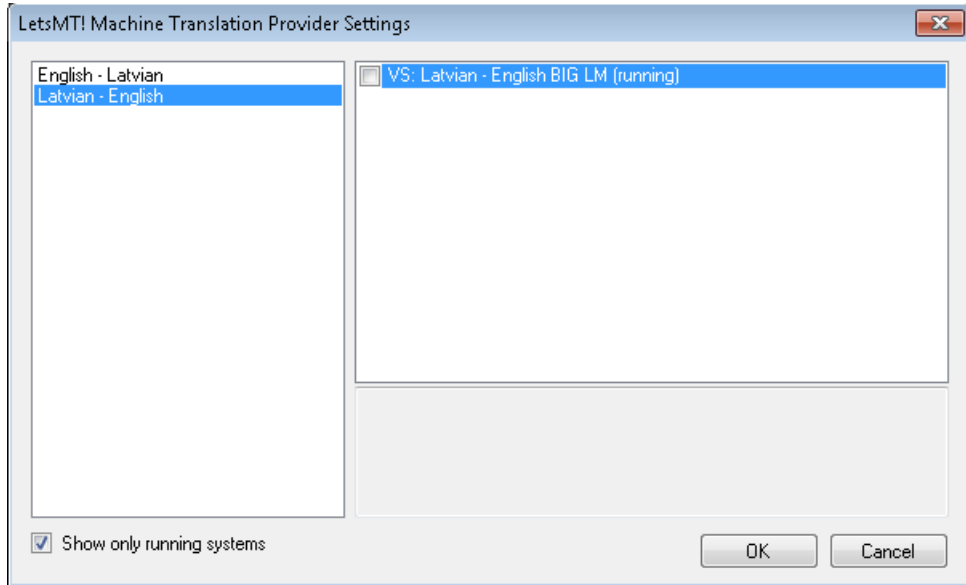 LetsMT! Machine Translation Provider Settings
English - Latvian
Latvian - English
VS: Latvian - English BIG LM (running)
Show only running systems
OK
Cancel